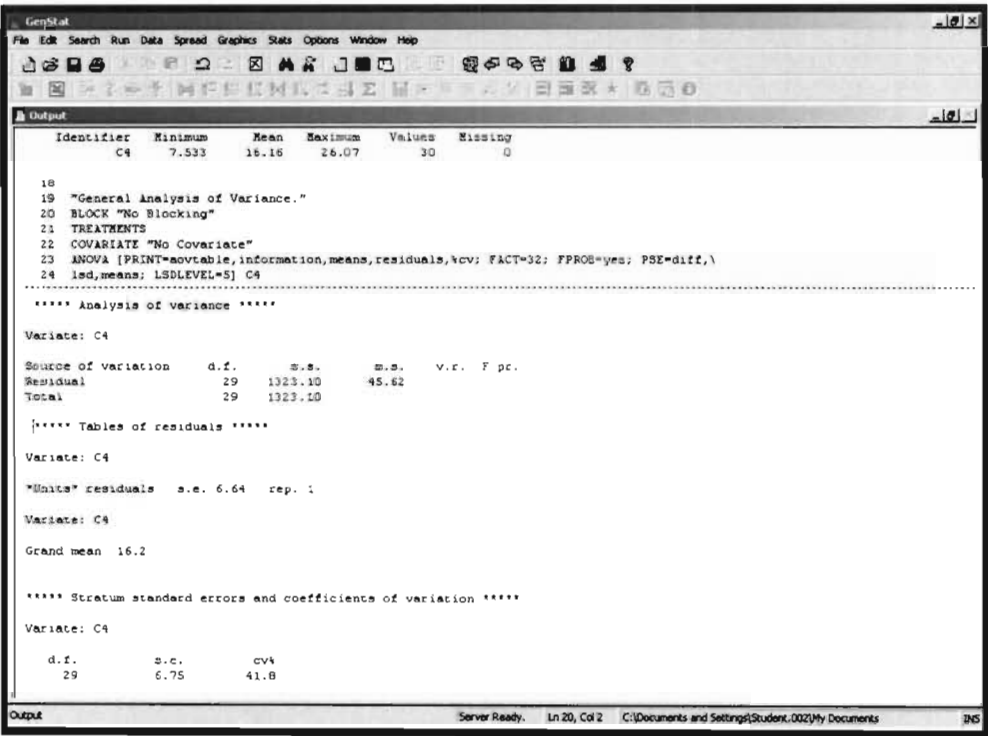 GenStat
File Edit Search Run Data Spread Graphics Stats Options Window Help
Output
Identifier Minimum Mean Maximum Values Missing
C4 7.533 16.16 26.07 30 0
18
19 "General Analysis of Variance."
20 BLOCK "No Blocking"
21 TREATMENTS
22 COVARIATE "No Covariate"
23 ANOVA [PRINT=aovtable,information,means,residuals,%cv; FACT=32; FPROB=yes; PSE=diff,\
24 lsd,means; LSDLEVEL=5] C4
***** Analysis of variance *****
Variate: C4
Source of variation d.f. s.s. m.s. v.r. F pr.
Residual 29 1323.10 45.62
Total 29 1323.10
***** Tables of residuals *****
Variate: C4
*Units* residuals s.e. 6.64 rep. 1
Variate: C4
Grand mean 16.2
***** Stratum standard errors and coefficients of variation *****
Variate: C4
d.f. s.e. cv%
29 6.75 41.8
Output Server Ready. Ln 20, Col 2 C:\Documents and Settings\Student.002\My Documents INS